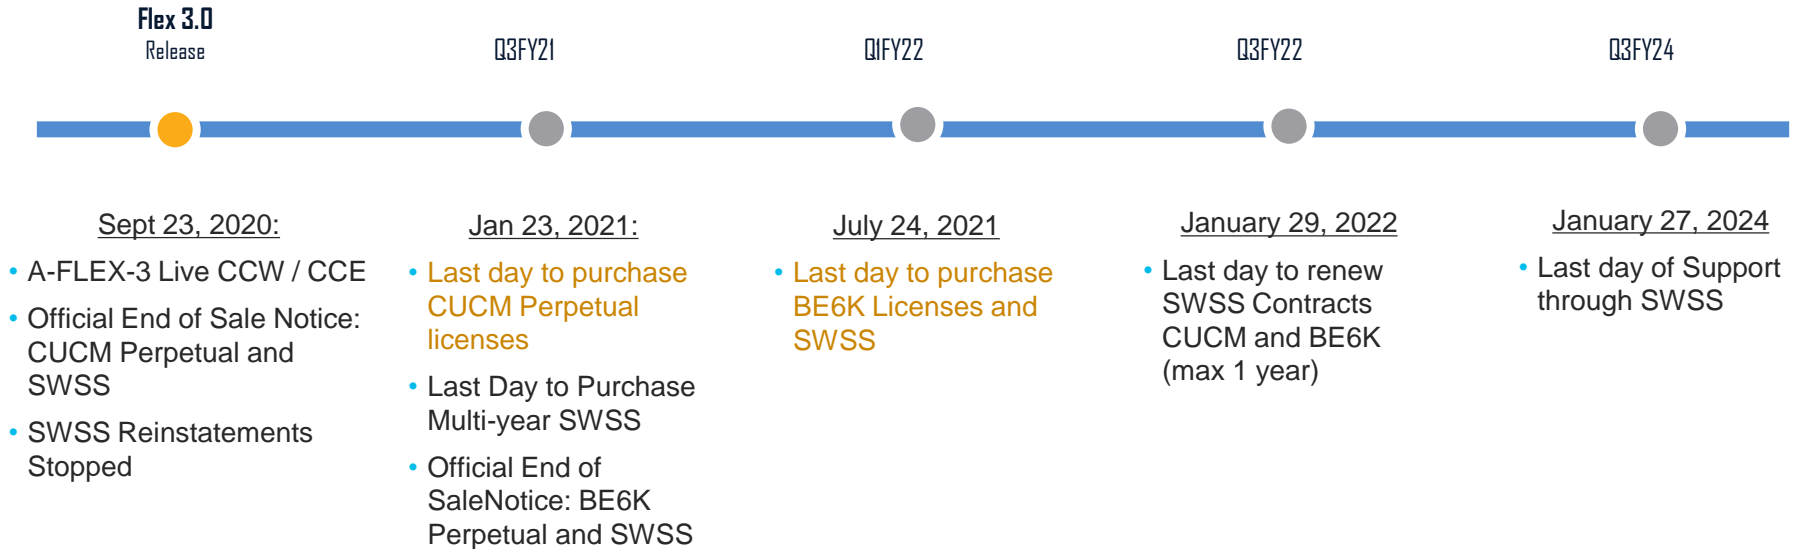 Flex 3.0
Release
Q3FY21
Q1FY22
Q3FY22
Q3FY24
Sept 23, 2020:
• A-FLEX-3 Live CCW / CCE
• Official End of Sale Notice:
CUCM Perpetual and
SWSS
• SWSS Reinstatements
Stopped
Jan 23, 2021:
• Last day to purchase
CUCM Perpetual
licenses
• Last Day to Purchase
Multi-year SWSS
• Official End of
SaleNotice: BE6K
Perpetual and SWSS
July 24, 2021
• Last day to purchase
BE6K Licenses and
SWSS
January 29, 2022
• Last day to renew
SWSS Contracts
CUCM and BE6K
(max 1 year)
January 27, 2024
• Last day of Support
through SWSS